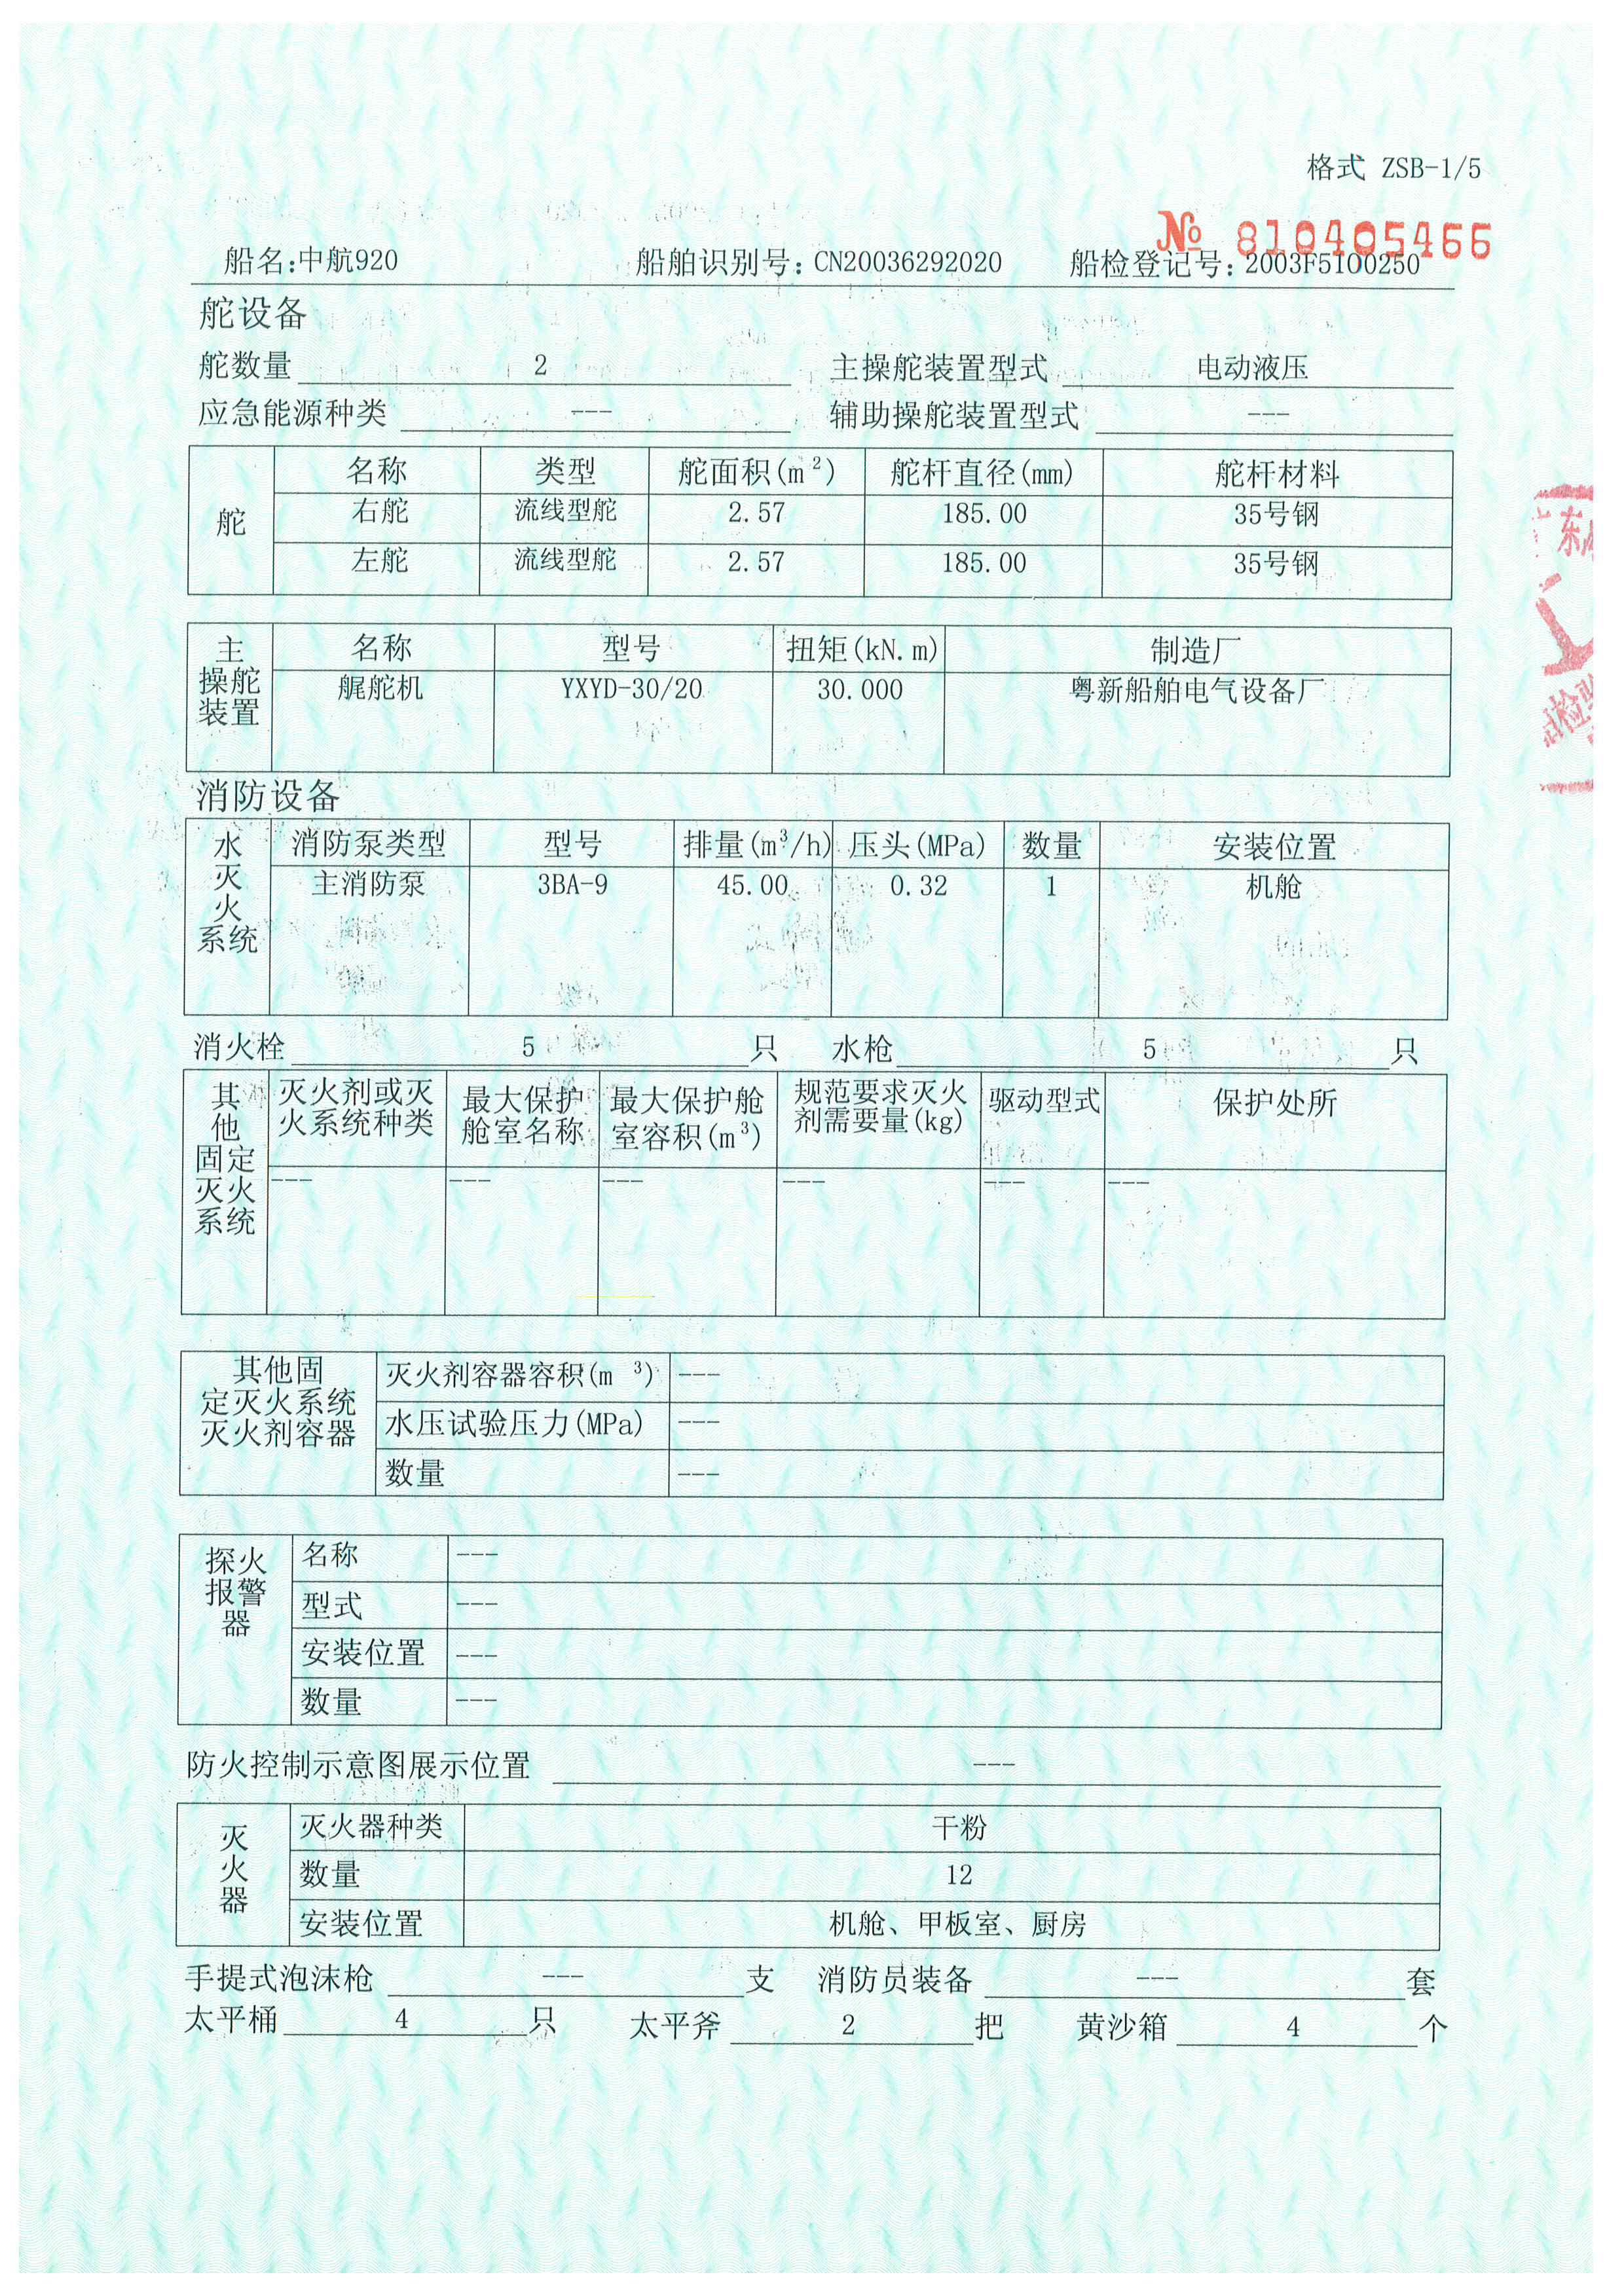 格式 ZSB-1/5
№ 810405466
船名:中航920 船舶识别号:CN20036292020 船检登记号:2003F5100250
舵设备
舵数量 2 主操舵装置型式 电动液压
应急能源种类 --- 辅助操舵装置型式 ---
舵 名称 类型 舵面积(m²) 舵杆直径(mm) 舵杆材料
右舵 流线型舵 2.57 185.00 35号钢
左舵 流线型舵 2.57 185.00 35号钢
主操舵装置 名称 型号 扭矩(kN.m) 制造厂
艉舵机 YXYD-30/20 30.000 粤新船舶电气设备厂
消防设备
水灭火系统 消防泵类型 型号 排量(m³/h) 压头(MPa) 数量 安装位置
主消防泵 3BA-9 45.00 0.32 1 机舱
消火栓 5 只 水枪 5 只
其他固定灭火系统 灭火剂或灭火系统种类 最大保护舱室名称 最大保护舱室容积(m³) 规范要求灭火剂需要量(kg) 驱动型式 保护处所
--- --- --- --- --- ---
其他固定灭火系统灭火剂容器 灭火剂容器容积(m ³) ---
水压试验压力(MPa) ---
数量 ---
探火报警器 名称 ---
型式 ---
安装位置 ---
数量 ---
防火控制示意图展示位置 ---
灭火器 灭火器种类 干粉
数量 12
安装位置 机舱、甲板室、厨房
手提式泡沫枪 --- 支 消防员装备 --- 套
太平桶 4 只 太平斧 2 把 黄沙箱 4 个